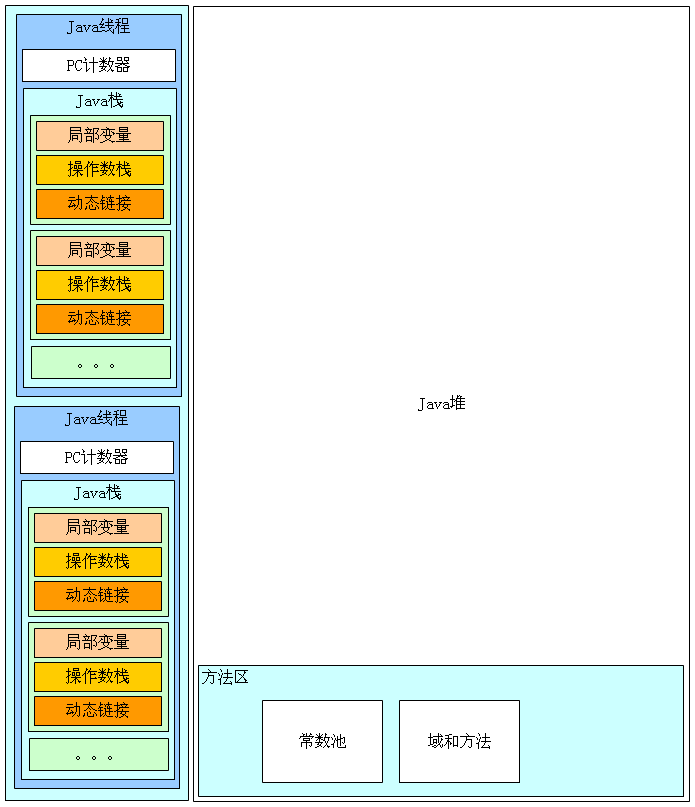 Java线程
PC计数器
Java栈
局部变量
操作数栈
动态链接
局部变量
操作数栈
动态链接
。。。
Java线程
PC计数器
Java栈
局部变量
操作数栈
动态链接
局部变量
操作数栈
动态链接
。。。
Java堆
方法区
常数池
域和方法